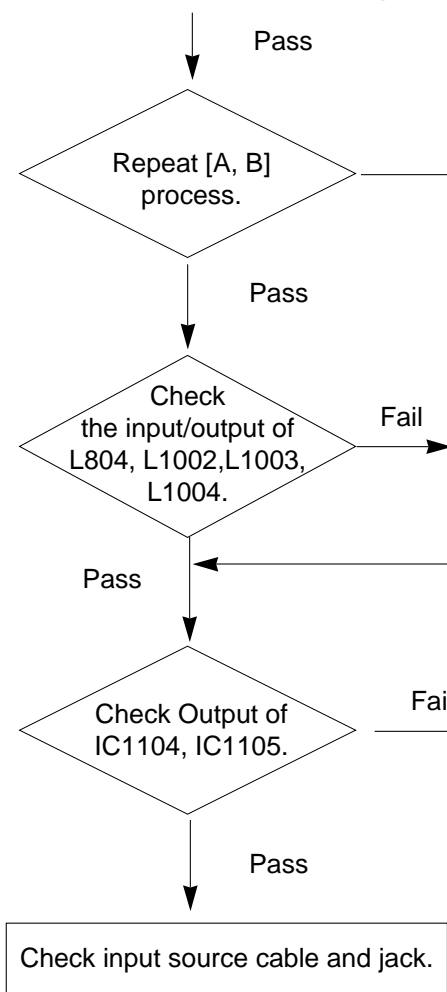 Pass
Repeat [A, B]
process.
Pass
Check
the input/output of
L804, L1002,L1003,
L1004.
Fail
Pass
Check Output of
IC1104, IC1105.
Fai
Pass
Check input source cable and jack.